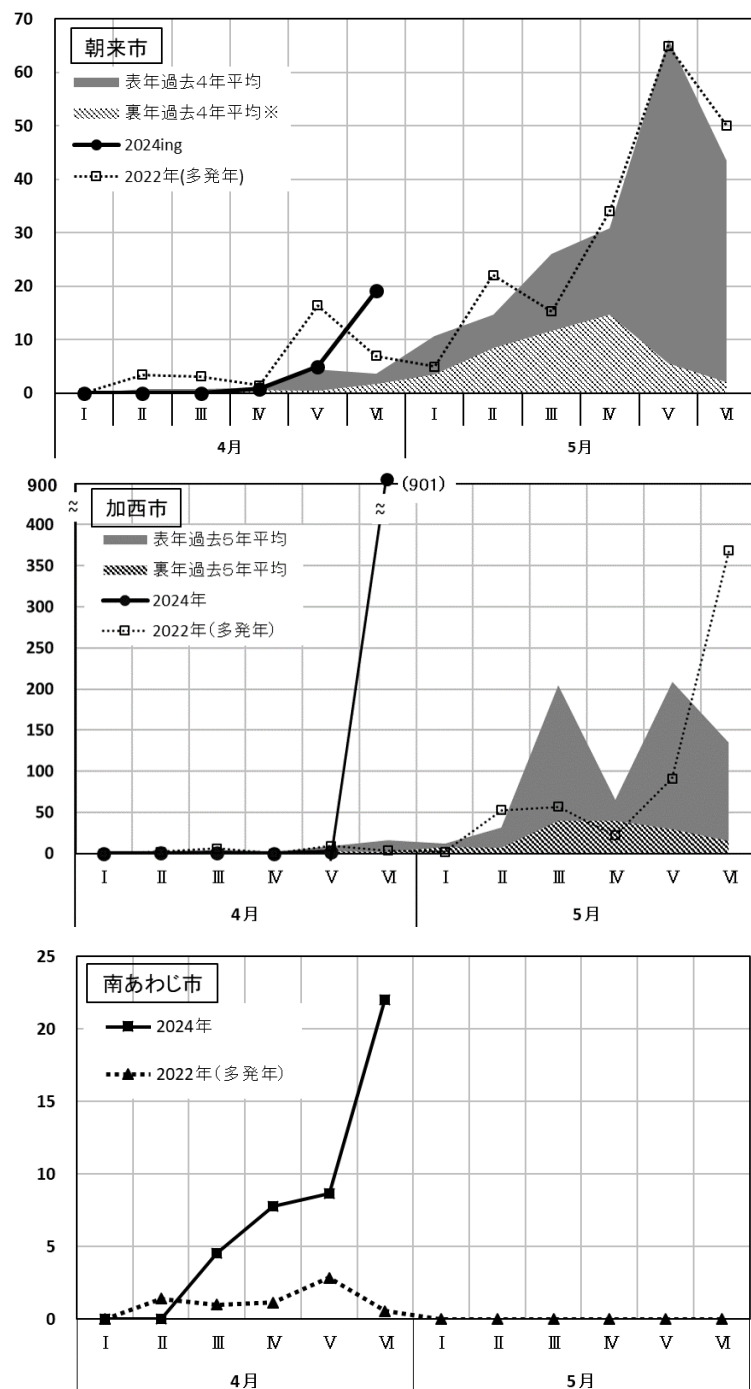 70
朝来市
60
表年過去4年平均
裏年過去4年平均※
50
2024ing
2022年(多発年)
40
30
20
10
0
Ⅰ Ⅱ Ⅲ Ⅳ Ⅴ Ⅵ Ⅰ Ⅱ Ⅲ Ⅳ Ⅴ Ⅵ
4月 5月
900 (901)
加西市
≈ ≈
400
表年過去5年平均
350
裏年過去5年平均
300
2024年
2022年(多発年)
250
200
150
100
50
0
Ⅰ Ⅱ Ⅲ Ⅳ Ⅴ Ⅵ Ⅰ Ⅱ Ⅲ Ⅳ Ⅴ Ⅵ
4月 5月
25
南あわじ市
2024年
20
2022年(多発年)
15
10
5
0
Ⅰ Ⅱ Ⅲ Ⅳ Ⅴ Ⅵ Ⅰ Ⅱ Ⅲ Ⅳ Ⅴ Ⅵ
4月 5月